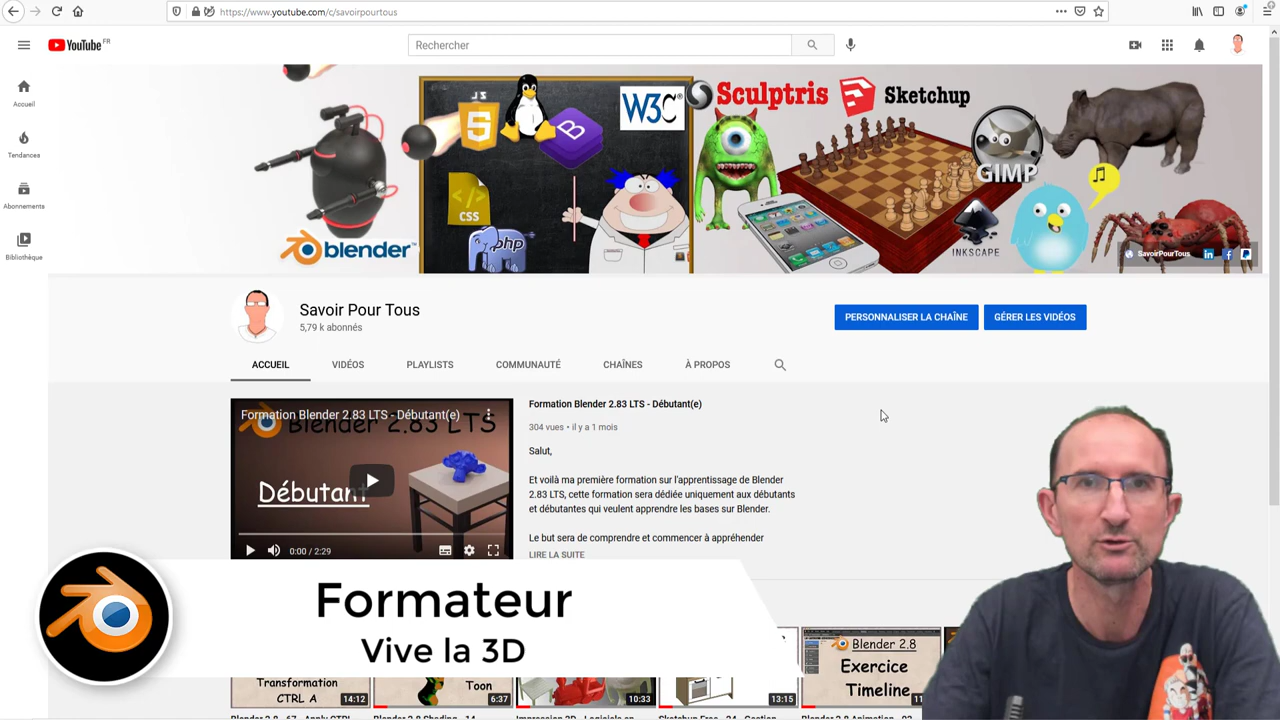 https://www.youtube.com/c/savoirpourtous
YouTube FR
Rechercher
Accueil
Tendances
Abonnements
Bibliothèque
JS
5
W3C®
Sculptris
Sketchup
B
GIMP
CSS
php
INKSCAPE
blender™
SavoirPourTous
Savoir Pour Tous
5,79 k abonnés
PERSONNALISER LA CHAÎNE
GÉRER LES VIDÉOS
ACCUEIL
VIDÉOS
PLAYLISTS
COMMUNAUTÉ
CHAÎNES
À PROPOS
Formation Blender 2.83 LTS - Débutant(e)
Blender 2.83 LTS
Débutant
0:00 / 2:29
Formation Blender 2.83 LTS - Débutant(e)
304 vues • il y a 1 mois
Salut,
Et voilà ma première formation sur l'apprentissage de Blender
2.83 LTS, cette formation sera dédiée uniquement aux débutants
et débutantes qui veulent apprendre les bases sur Blender.
Le but sera de comprendre et commencer à appréhender
LIRE LA SUITE
Formateur
Vive la 3D
Transformation
CTRL A
14:12
Toon
6:37
10:33
13:15
Blender 2.8
Exercice
Timeline